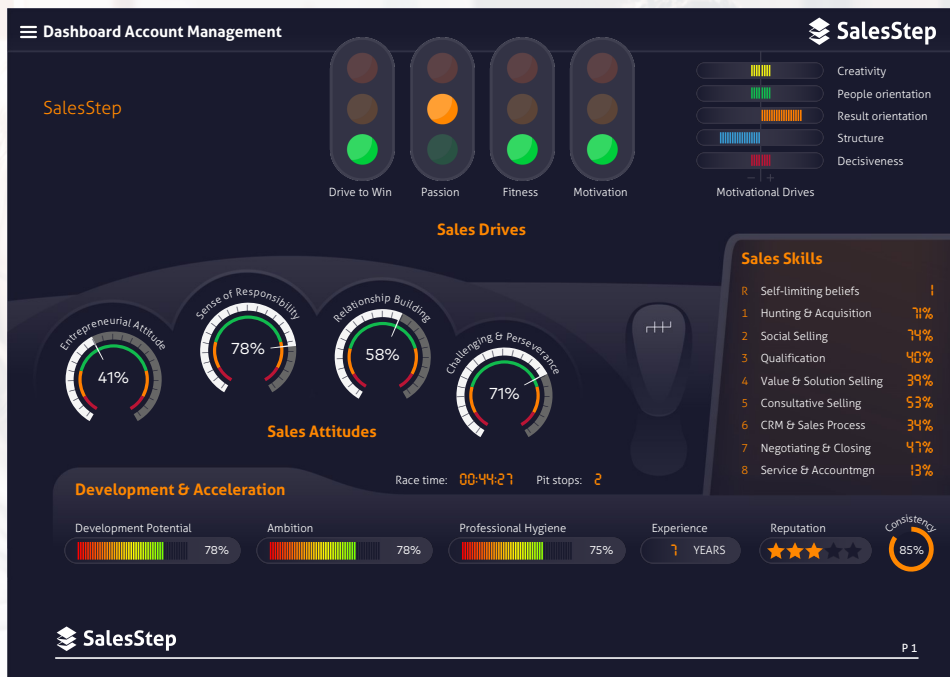 Dashboard Account Management
SalesStep
SalesStep
Drive to Win
Passion
Fitness
Motivation
Creativity
People orientation
Result orientation
Structure
Decisiveness
− +
Motivational Drives
Sales Drives
Entrepreneurial Attitude
41%
Sense of Responsibility
78%
Relationship Building
58%
Challenging & Perseverance
71%
Sales Attitudes
Sales Skills
R Self-limiting beliefs 1
1 Hunting & Acquisition 71%
2 Social Selling 74%
3 Qualification 40%
4 Value & Solution Selling 39%
5 Consultative Selling 53%
6 CRM & Sales Process 34%
7 Negotiating & Closing 47%
8 Service & Accountmgn 13%
Race time: 00:44:27 Pit stops: 2
Development & Acceleration
Development Potential
78%
Ambition
78%
Professional Hygiene
75%
Experience
7 YEARS
Reputation
Consistency
85%
SalesStep
P 1